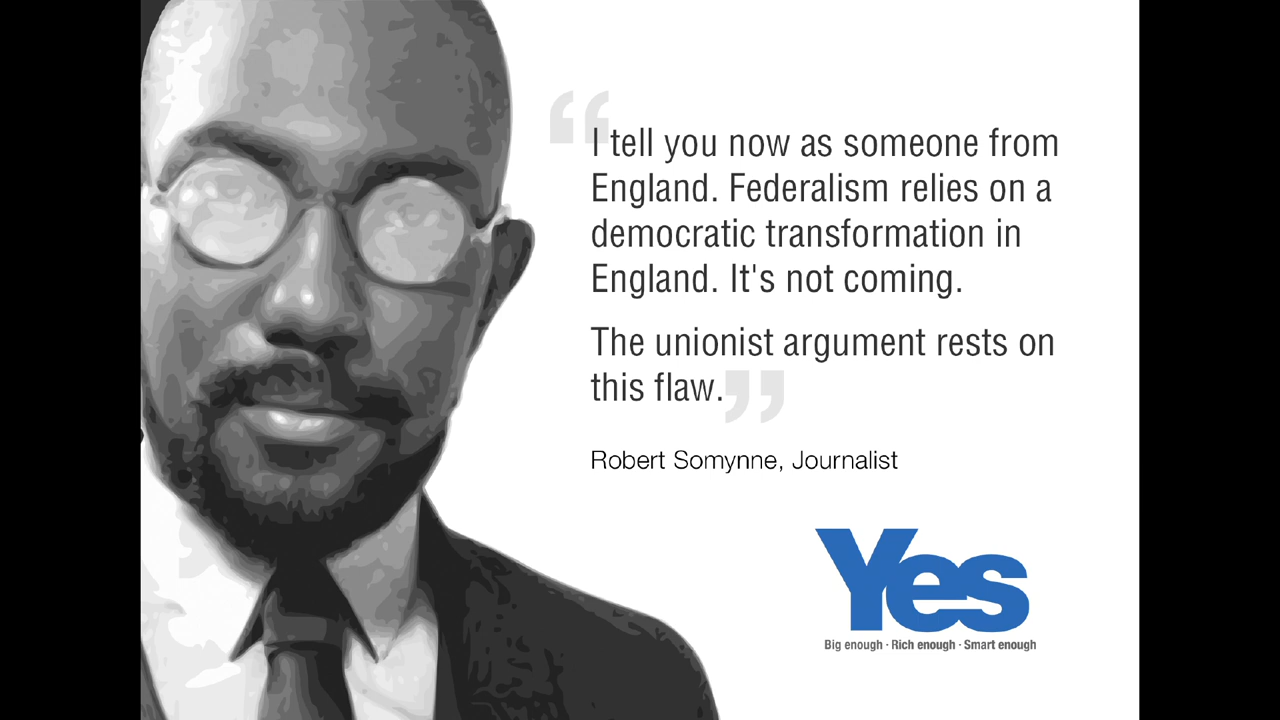 “I tell you now as someone from
England. Federalism relies on a
democratic transformation in
England. It's not coming.
The unionist argument rests on
this flaw.”
Robert Somynne, Journalist
Yes
Big enough · Rich enough · Smart enough